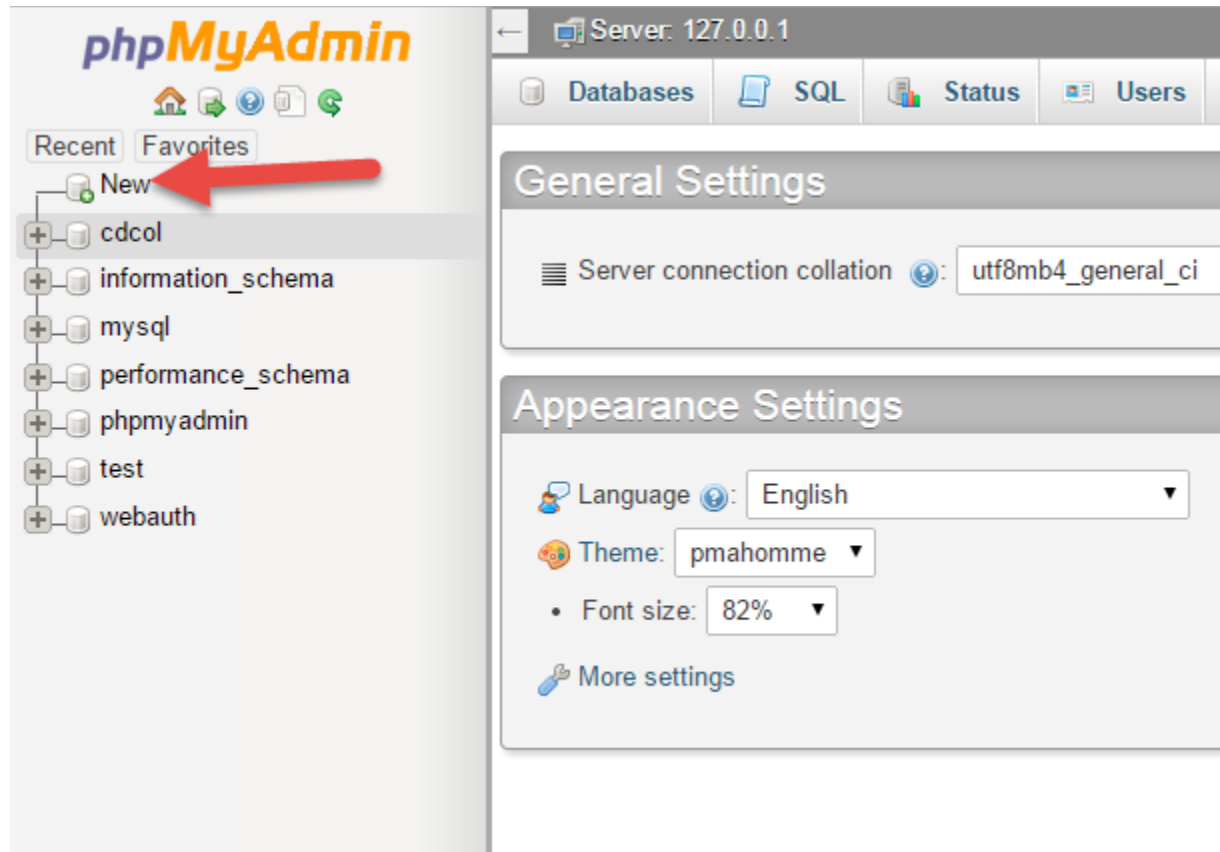 phpMyAdmin
Recent Favorites
New
cdcol
information_schema
mysql
performance_schema
phpmyadmin
test
webauth
Server: 127.0.0.1
Databases SQL Status Users
General Settings
Server connection collation : utf8mb4_general_ci
Appearance Settings
Language : English
Theme: pmahomme
Font size: 82%
More settings